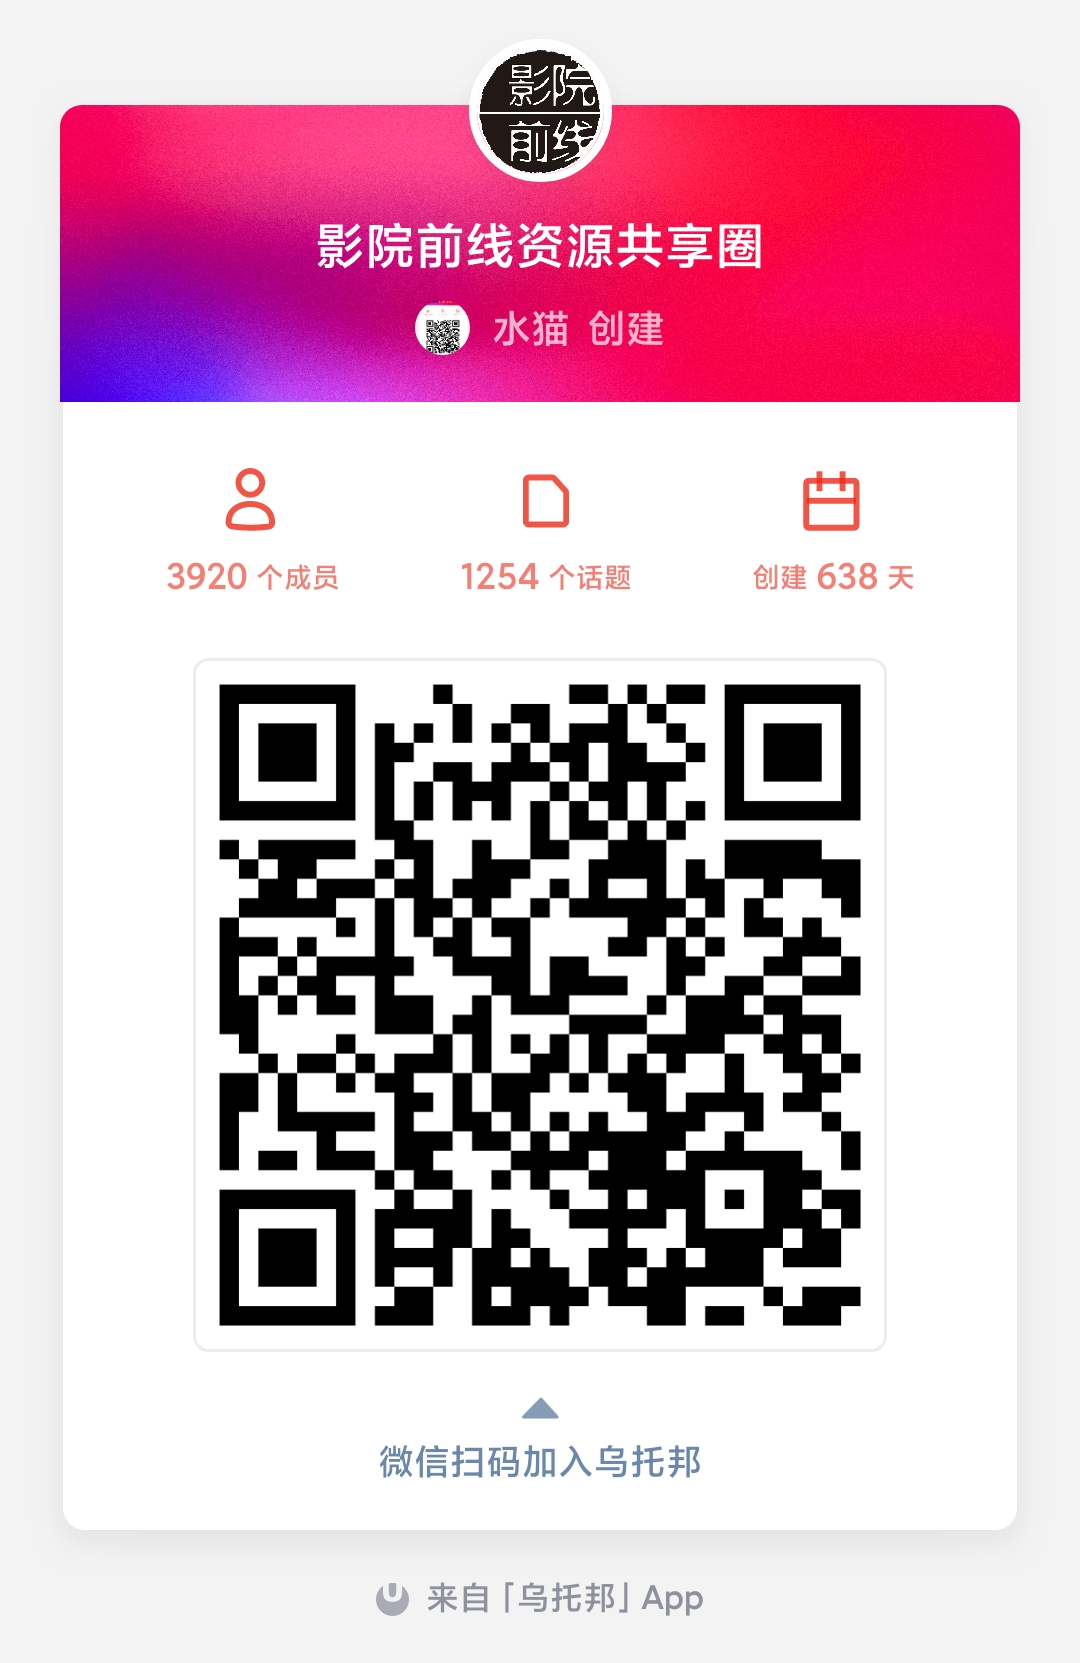 影院
前线
影院前线资源共享圈
水猫 创建
3920 个成员
1254 个话题
创建 638 天
微信扫码加入乌托邦
来自「乌托邦」App